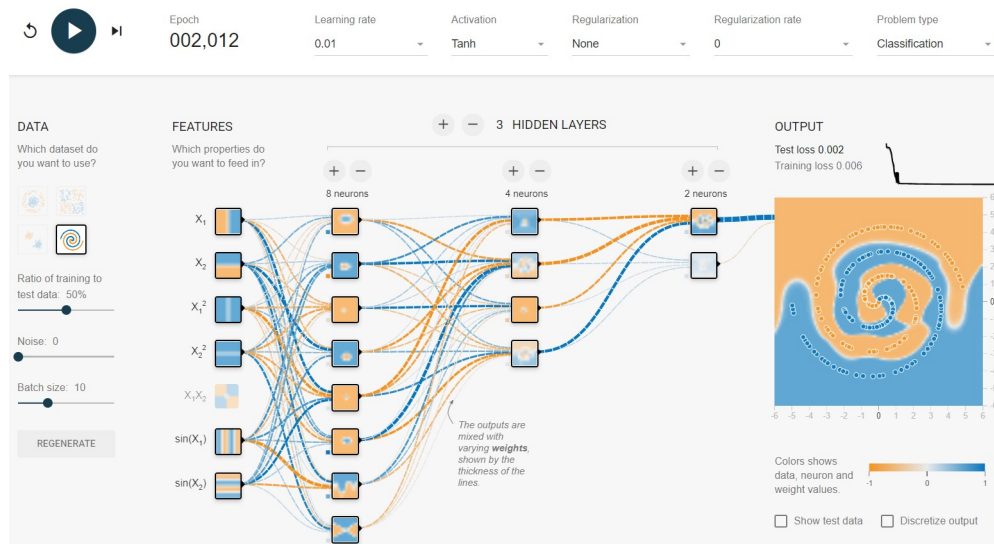 Epoch
002,012
Learning rate
0.01
Activation
Tanh
Regularization
None
Regularization rate
0
Problem type
Classification
DATA
Which dataset do
you want to use?
Ratio of training to
test data: 50%
Noise: 0
Batch size: 10
REGENERATE
FEATURES
Which properties do
you want to feed in?
X₁
X₂
X₁²
X₂²
X₁X₂
sin(X₁)
sin(X₂)
+ − 3 HIDDEN LAYERS
+ −
8 neurons
+ −
4 neurons
+ −
2 neurons
The outputs are
mixed with
varying weights,
shown by the
thickness of the
lines.
OUTPUT
Test loss 0.002
Training loss 0.006
-6 -5 -4 -3 -2 -1 0 1 2 3 4 5 6
Colors shows
data, neuron and
weight values.
-1 0 1
Show test data
Discretize output